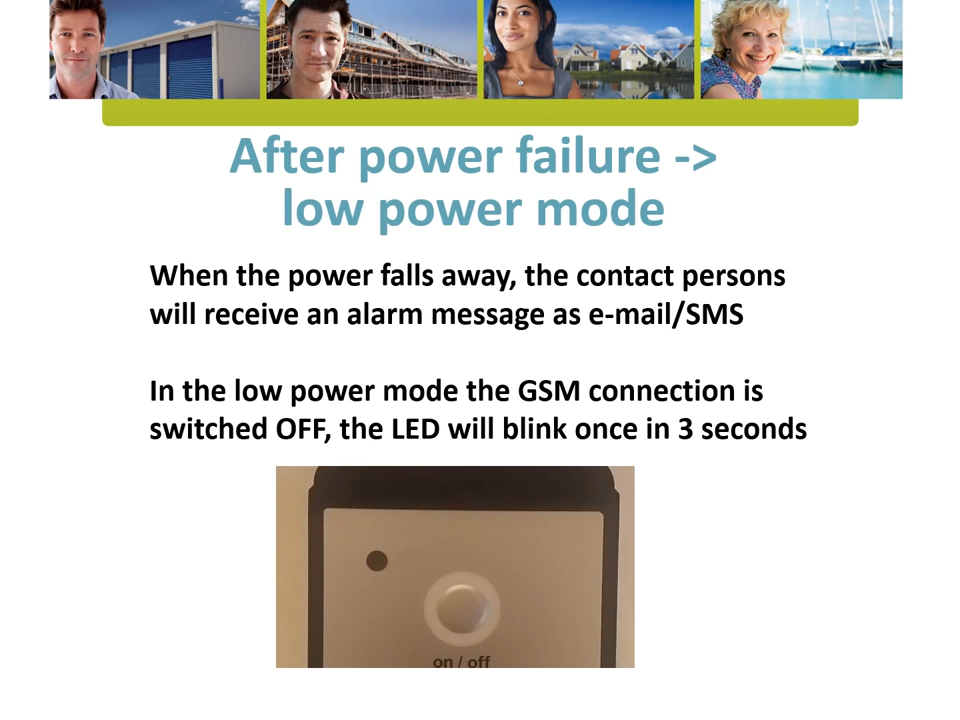 After power failure ->
low power mode
When the power falls away, the contact persons
will receive an alarm message as e-mail/SMS
In the low power mode the GSM connection is
switched OFF, the LED will blink once in 3 seconds
on / off